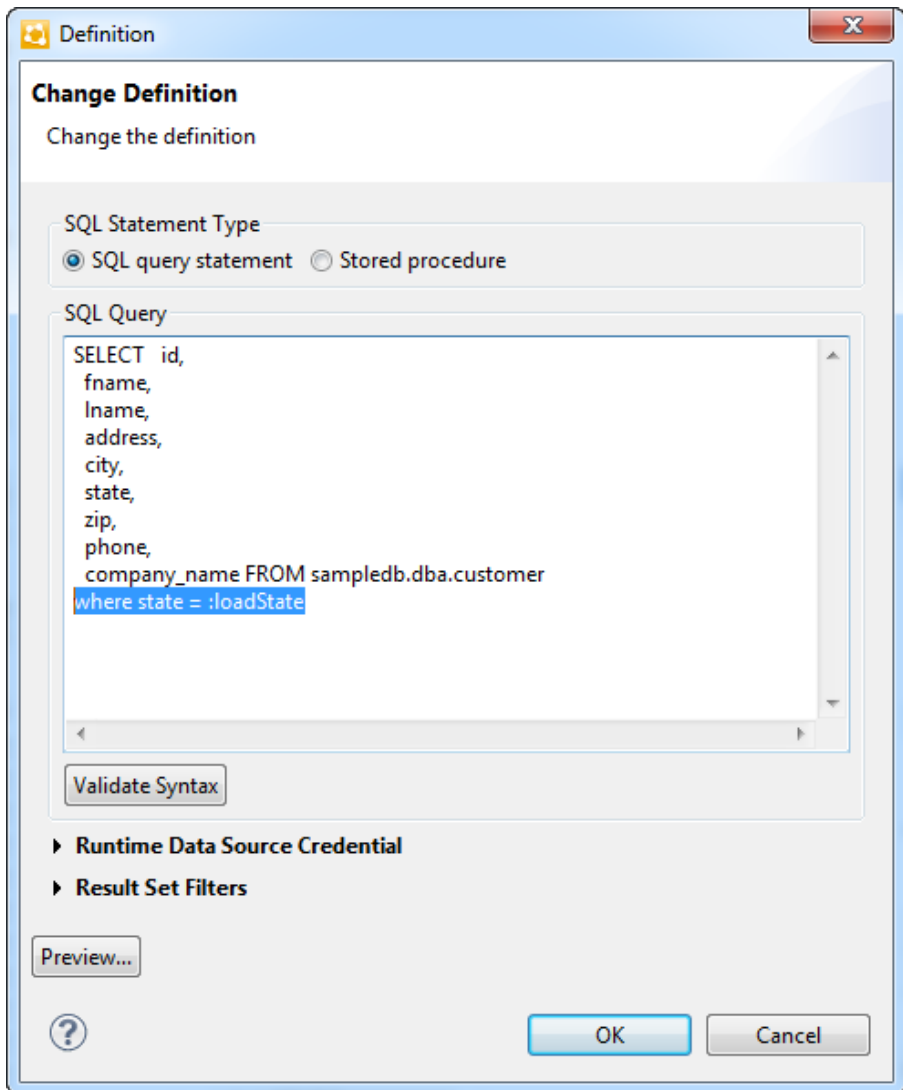 Definition
Change Definition
Change the definition
SQL Statement Type
SQL query statement Stored procedure
SQL Query
SELECT id,
fname,
lname,
address,
city,
state,
zip,
phone,
company_name FROM sampledb.dba.customer
where state = :loadState
Validate Syntax
Runtime Data Source Credential
Result Set Filters
Preview...
?
OK Cancel